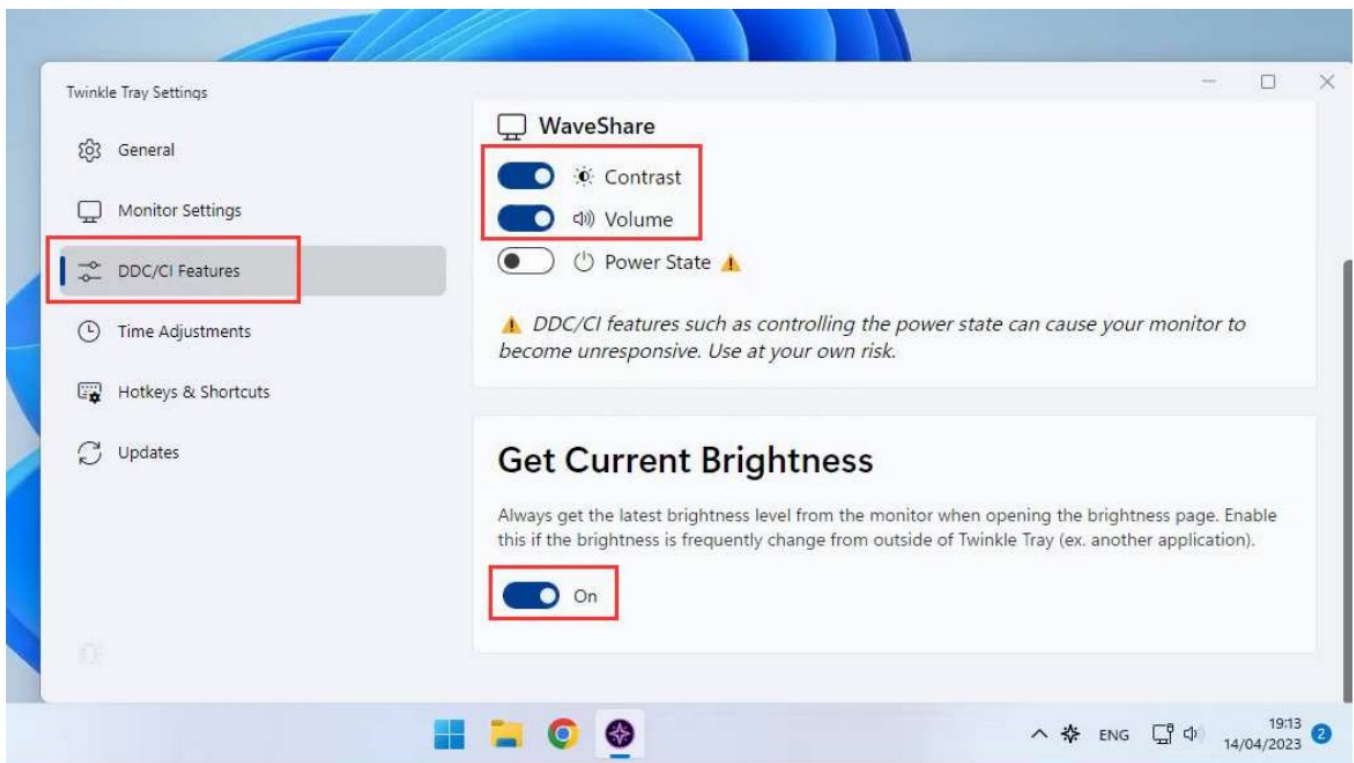 Twinkle Tray Settings
General
Monitor Settings
DDC/CI Features
Time Adjustments
Hotkeys & Shortcuts
Updates
WaveShare
Contrast
Volume
Power State
DDC/CI features such as controlling the power state can cause your monitor to
become unresponsive. Use at your own risk.
Get Current Brightness
Always get the latest brightness level from the monitor when opening the brightness page. Enable
this if the brightness is frequently change from outside of Twinkle Tray (ex. another application).
On
ENG
19:13
14/04/2023
2